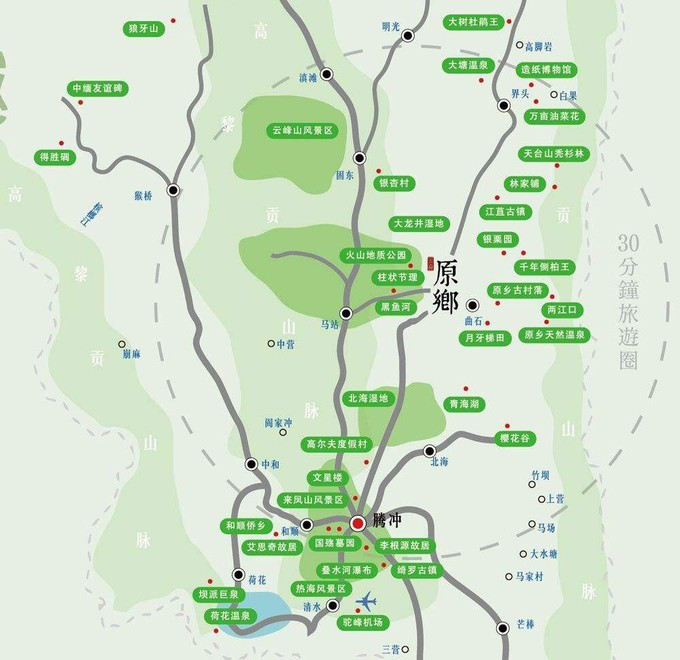 狼牙山
高
明光
大树杜鹃王
高脚岩
滇滩
大塘温泉
造纸博物馆
中缅友谊碑
界头
白果
万亩油菜花
黎
云峰山风景区
得胜碉
天台山秃杉林
固东
银杏村
林家铺
高
猴桥
槟榔江
贡
大龙井湿地
江苴古镇
贡
黎
火山地质公园
银栗园
30分鐘旅遊圈
柱状节理
原鄉
千年侧柏王
原乡古村落
黑鱼河
曲石
两江口
马站
山
月牙梯田
原乡天然温泉
贡
崩麻
中营
北海湿地
青海湖
脉
阎家冲
山
高尔夫度假村
樱花谷
山
中和
北海
文星楼
竹坝
来凤山风景区
上营
腾冲
和顺侨乡
和顺
马场
脉
艾思奇故居
国殇墓园
李根源故居
大水塘
叠水河瀑布
绮罗古镇
荷花
马家村
坝派巨泉
热海风景区
脉
清水
荷花温泉
驼峰机场
芒棒
三营